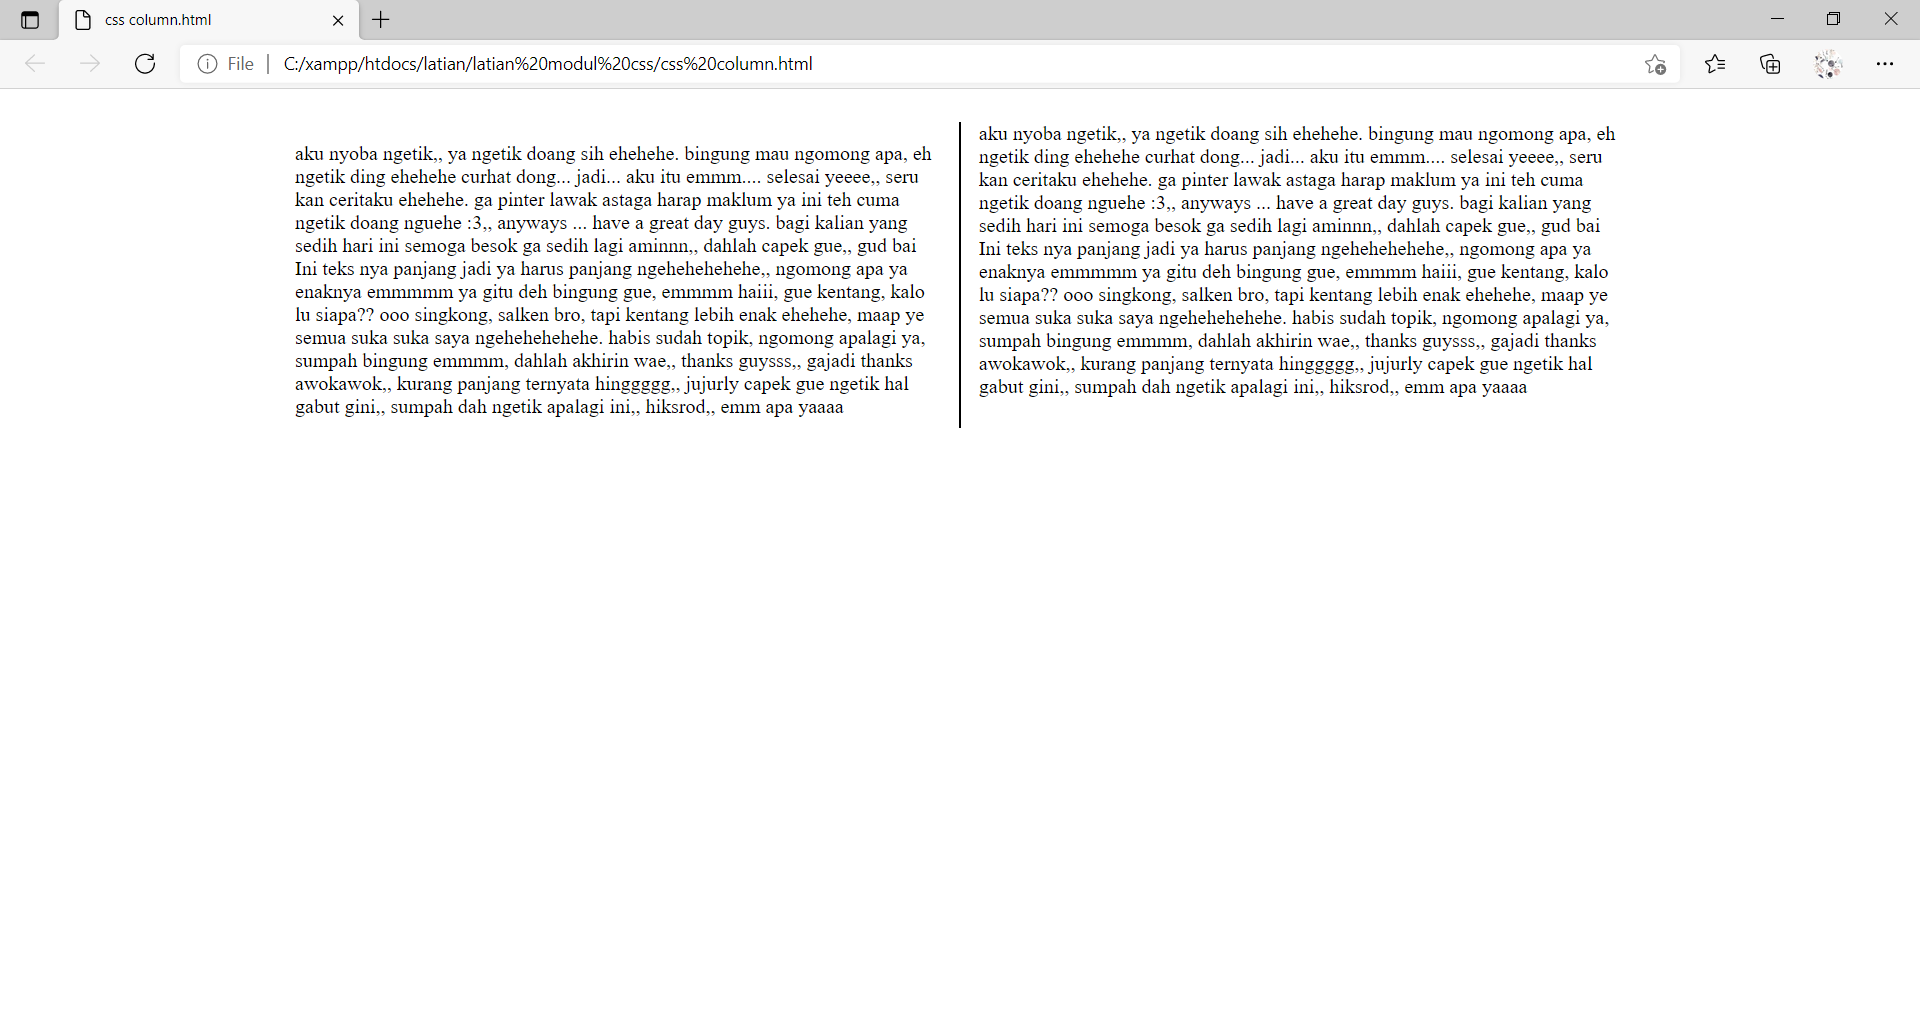 css column.html
File
C:/xampp/htdocs/latian/latian%20modul%20css/css%20column.html
aku nyoba ngetik,, ya ngetik doang sih ehehehe. bingung mau ngomong apa, eh
ngetik ding ehehehe curhat dong... jadi... aku itu emmm.... selesai yeeee,, seru
kan ceritaku ehehehe. ga pinter lawak astaga harap maklum ya ini teh cuma
ngetik doang nguehe :3,, anyways ... have a great day guys. bagi kalian yang
sedih hari ini semoga besok ga sedih lagi aminnn,, dahlah capek gue,, gud bai
Ini teks nya panjang jadi ya harus panjang ngehehehehehe,, ngomong apa ya
enaknya emmmmm ya gitu deh bingung gue, emmmm haiii, gue kentang, kalo
lu siapa?? ooo singkong, salken bro, tapi kentang lebih enak ehehehe, maap ye
semua suka suka saya ngehehehehehe. habis sudah topik, ngomong apalagi ya,
sumpah bingung emmmm, dahlah akhirin wae,, thanks guysss,, gajadi thanks
awokawok,, kurang panjang ternyata hinggggg,, jujurly capek gue ngetik hal
gabut gini,, sumpah dah ngetik apalagi ini,, hiksrod,, emm apa yaaaa
aku nyoba ngetik,, ya ngetik doang sih ehehehe. bingung mau ngomong apa, eh
ngetik ding ehehehe curhat dong... jadi... aku itu emmm.... selesai yeeee,, seru
kan ceritaku ehehehe. ga pinter lawak astaga harap maklum ya ini teh cuma
ngetik doang nguehe :3,, anyways ... have a great day guys. bagi kalian yang
sedih hari ini semoga besok ga sedih lagi aminnn,, dahlah capek gue,, gud bai
Ini teks nya panjang jadi ya harus panjang ngehehehehehe,, ngomong apa ya
enaknya emmmmm ya gitu deh bingung gue, emmmm haiii, gue kentang, kalo
lu siapa?? ooo singkong, salken bro, tapi kentang lebih enak ehehehe, maap ye
semua suka suka saya ngehehehehehe. habis sudah topik, ngomong apalagi ya,
sumpah bingung emmmm, dahlah akhirin wae,, thanks guysss,, gajadi thanks
awokawok,, kurang panjang ternyata hinggggg,, jujurly capek gue ngetik hal
gabut gini,, sumpah dah ngetik apalagi ini,, hiksrod,, emm apa yaaaa